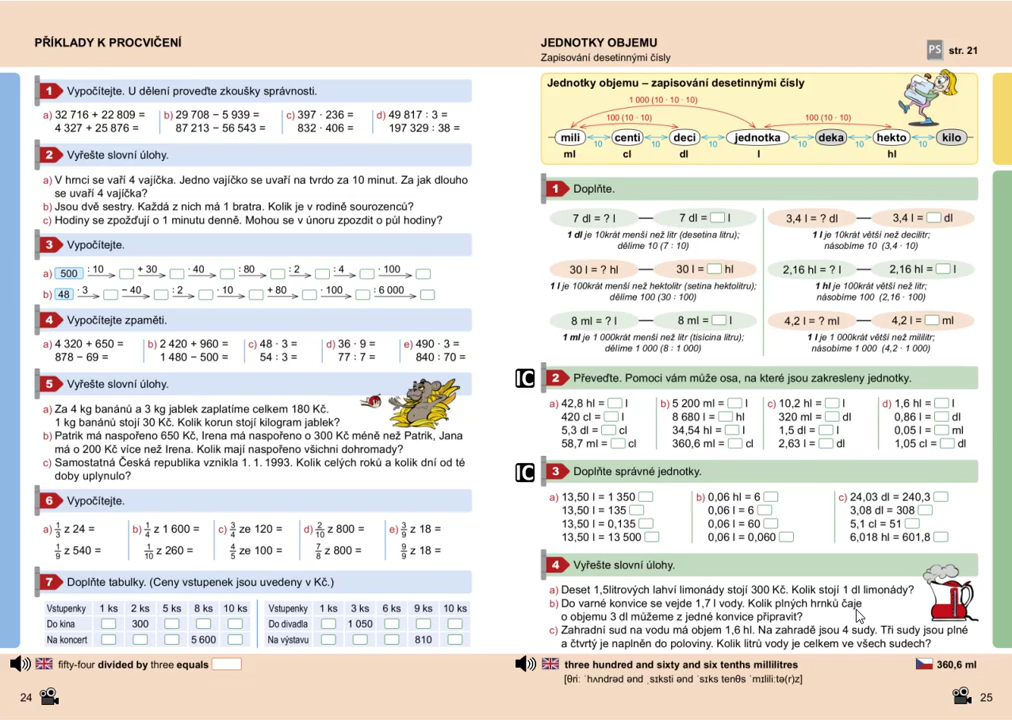 PŘÍKLADY K PROCVIČENÍ
1 Vypočítejte. U dělení proveďte zkoušky správnosti.
a) 32 716 + 22 809 = b) 29 708 − 5 939 = c) 397 · 236 = d) 49 817 : 3 =
4 327 + 25 876 = 87 213 − 56 543 = 832 · 406 = 197 329 : 38 =
2 Vyřešte slovní úlohy.
a) V hrnci se vaří 4 vajíčka. Jedno vajíčko se uvaří na tvrdo za 10 minut. Za jak dlouho
se uvaří 4 vajíčka?
b) Jsou dvě sestry. Každá z nich má 1 bratra. Kolik je v rodině sourozenců?
c) Hodiny se zpožďují o 1 minutu denně. Mohou se v únoru zpozdit o půl hodiny?
3 Vypočítejte.
a) 500 : 10 + 30 · 40 : 80 : 2 : 4 · 100
b) 48 · 3 − 40 : 2 · 10 + 80 · 100 : 6 000
4 Vypočítejte zpaměti.
a) 4 320 + 650 = b) 2 420 + 960 = c) 48 · 3 = d) 36 · 9 = e) 490 · 3 =
878 − 69 = 1 480 − 500 = 54 : 3 = 77 : 7 = 840 : 70 =
5 Vyřešte slovní úlohy.
a) Za 4 kg banánů a 3 kg jablek zaplatíme celkem 180 Kč.
1 kg banánů stojí 30 Kč. Kolik korun stojí kilogram jablek?
b) Patrik má naspořeno 650 Kč, Irena má naspořeno o 300 Kč méně než Patrik, Jana
má o 200 Kč více než Irena. Kolik mají naspořeno všichni dohromady?
c) Samostatná Česká republika vznikla 1. 1. 1993. Kolik celých roků a kolik dní od té
doby uplynulo?
6 Vypočítejte.
a) 1/3 z 24 = b) 1/4 z 1 600 = c) 3/4 ze 120 = d) 2/10 z 800 = e) 3/9 z 18 =
1/9 z 540 = 1/10 z 260 = 4/5 ze 100 = 7/8 z 800 = 9/9 z 18 =
7 Doplňte tabulky. (Ceny vstupenek jsou uvedeny v Kč.)
Vstupenky 1 ks 2 ks 5 ks 8 ks 10 ks Vstupenky 1 ks 3 ks 6 ks 9 ks 10 ks
Do kina 300 Do divadla 1 050
Na koncert 5 600 Na výstavu 810
fifty-four divided by three equals
24
JEDNOTKY OBJEMU
Zapisování desetinnými čísly
PS str. 21
Jednotky objemu – zapisování desetinnými čísly
1 000 (10 · 10 · 10)
100 (10 · 10) 100 (10 · 10)
mili centi deci jednotka deka hekto kilo
10 10 10 10 10 10
ml cl dl l hl
1 Doplňte.
7 dl = ? l 7 dl = l 3,4 l = ? dl 3,4 l = dl
1 dl je 10krát menší než litr (desetina litru); 1 l je 10krát větší než decilitr;
dělíme 10 (7 : 10) násobíme 10 (3,4 · 10)
30 l = ? hl 30 l = hl 2,16 hl = ? l 2,16 hl = l
1 l je 100krát menší než hektolitr (setina hektolitru); 1 hl je 100krát větší než litr;
dělíme 100 (30 : 100) násobíme 100 (2,16 · 100)
8 ml = ? l 8 ml = l 4,2 l = ? ml 4,2 l = ml
1 ml je 1 000krát menší než litr (tisícina litru); 1 l je 1 000krát větší než mililitr;
dělíme 1 000 (8 : 1 000) násobíme 1 000 (4,2 · 1 000)
IC 2 Převeďte. Pomoci vám může osa, na které jsou zakresleny jednotky.
a) 42,8 hl = l b) 5 200 ml = l c) 10,2 hl = l d) 1,6 hl = l
420 cl = l 8 680 l = hl 320 ml = dl 0,86 l = dl
5,3 dl = cl 34,54 hl = l 1,5 dl = l 0,05 l = ml
58,7 ml = cl 360,6 ml = cl 2,63 l = dl 1,05 cl = dl
IC 3 Doplňte správné jednotky.
a) 13,50 l = 1 350 b) 0,06 hl = 6 c) 24,03 dl = 240,3
13,50 l = 135 0,06 l = 6 3,08 dl = 308
13,50 l = 0,135 0,06 l = 60 5,1 cl = 51
13,50 l = 13 500 0,06 l = 0,060 6,018 hl = 601,8
4 Vyřešte slovní úlohy.
a) Deset 1,5litrových lahví limonády stojí 300 Kč. Kolik stojí 1 dl limonády?
b) Do varné konvice se vejde 1,7 l vody. Kolik plných hrnků čaje
o objemu 3 dl můžeme z jedné konvice připravit?
c) Zahradní sud na vodu má objem 1,6 hl. Na zahradě jsou 4 sudy. Tři sudy jsou plné
a čtvrtý je naplněn do poloviny. Kolik litrů vody je celkem ve všech sudech?
three hundred and sixty and six tenths millilitres 360,6 ml
[θriː ˈhʌndrəd ənd ˌsɪksti ənd ˈsɪks tenθs ˈmɪliliːtə(r)z]
25